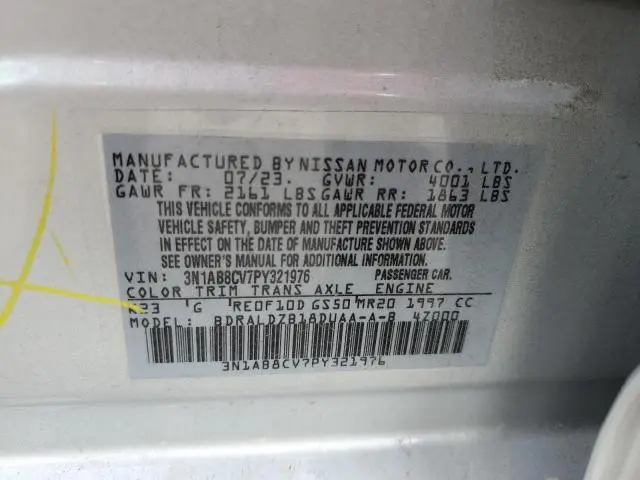 MANUFACTURED BY NISSAN MOTOR CO., LTD.
DATE: 07/23. GVWR: 4001 LBS
GAWR FR: 2161 LBS GAWR RR: 1863 LBS
THIS VEHICLE CONFORMS TO ALL APPLICABLE FEDERAL MOTOR
VEHICLE SAFETY, BUMPER AND THEFT PREVENTION STANDARDS
IN EFFECT ON THE DATE OF MANUFACTURE SHOWN ABOVE.
SEE OWNER'S MANUAL FOR ADDITIONAL INFORMATION.
VIN: 3N1AB8CV7PY321976 PASSENGER CAR.
COLOR TRIM TRANS AXLE ENGINE
K23 G RE0F10D GS50 MR20 1997 CC
MODEL: BDRALDZB18DUAA-A-B 4Z000
3N1AB8CV7PY321976